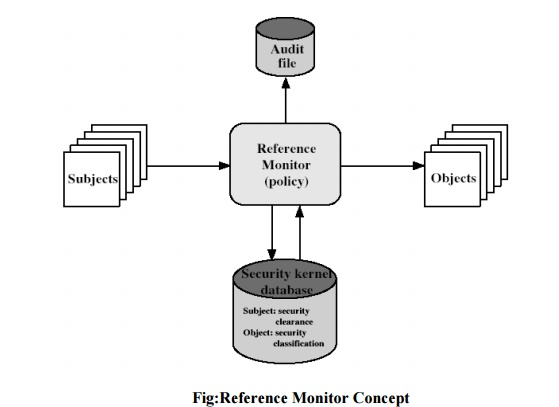 Audit
file
Reference
Monitor
(policy)
Subjects
Objects
Security kernel
database
Subject: security
clearance
Object: security
classification
Fig:Reference Monitor Concept